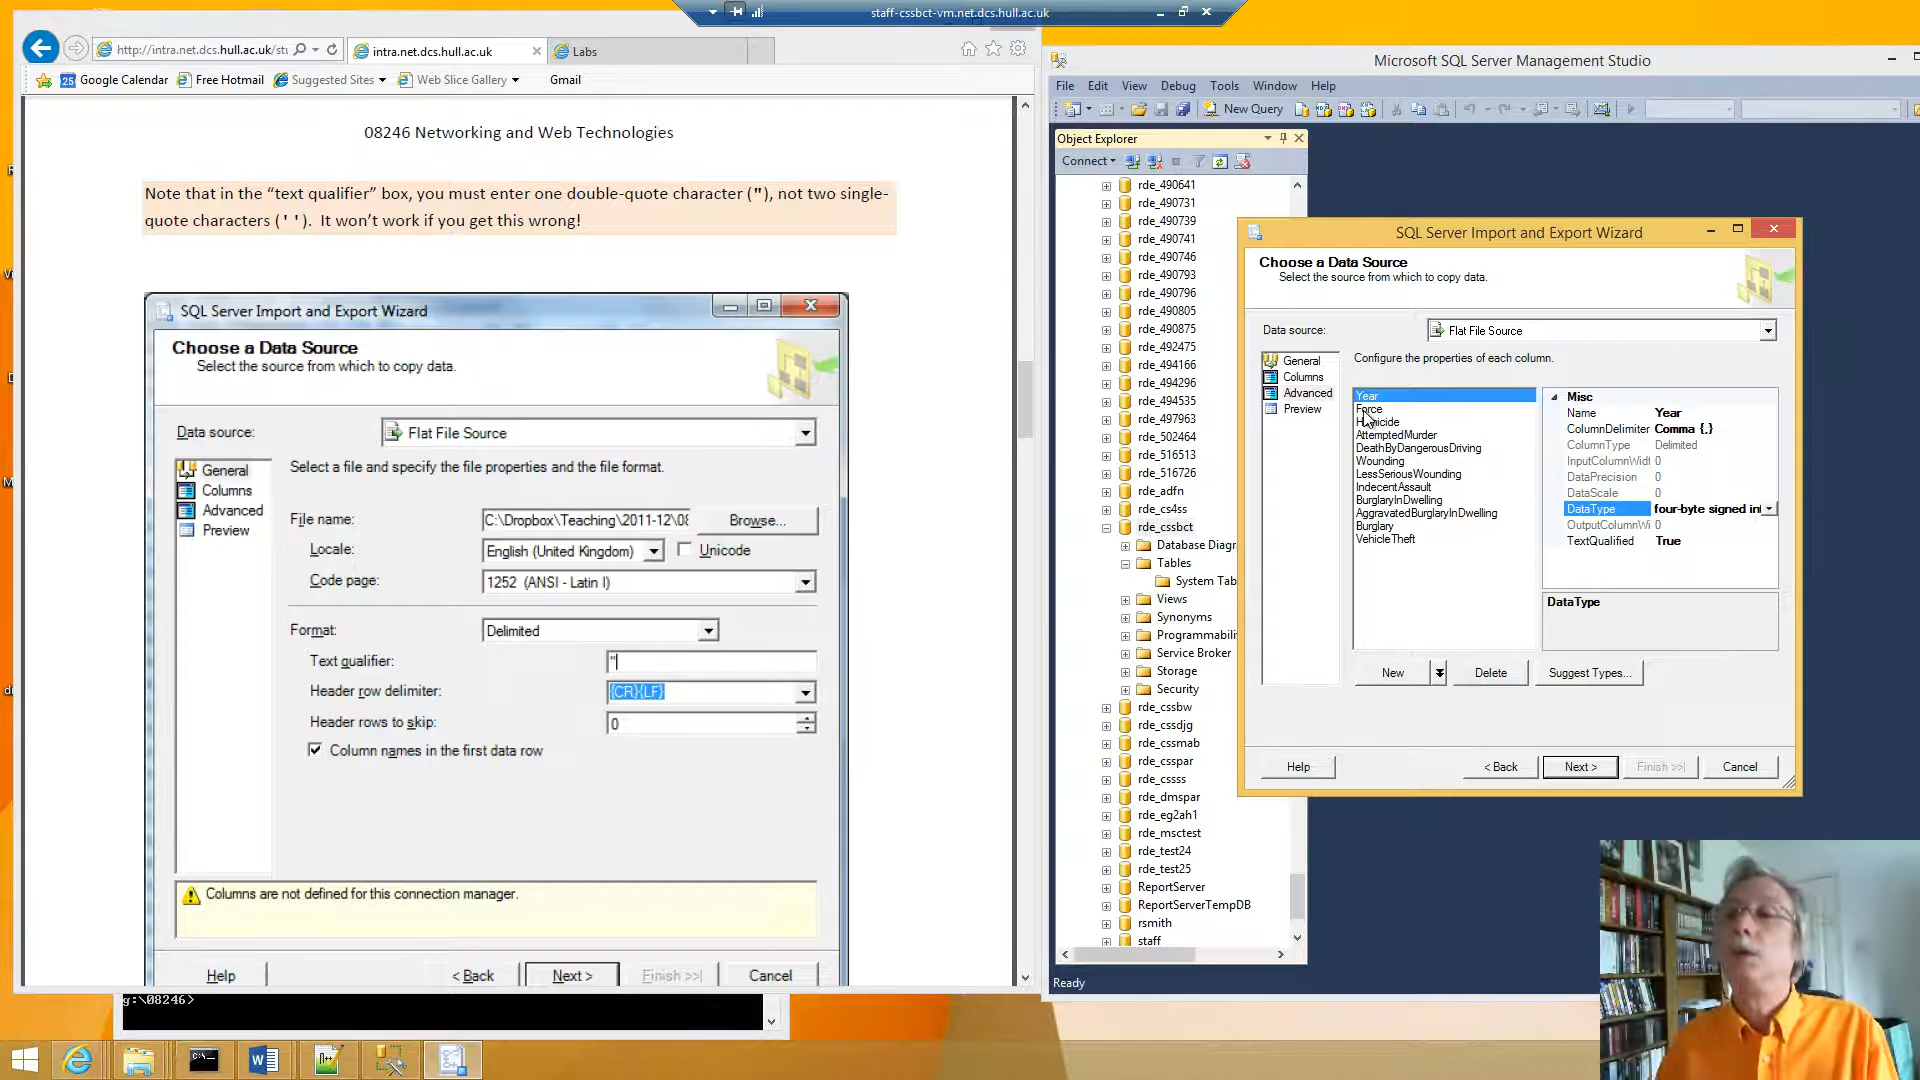 staff-cssbct-vm.net.dcs.hull.ac.uk
http://intra.net.dcs.hull.ac.uk/stu
intra.net.dcs.hull.ac.uk
Labs
Google Calendar
Free Hotmail
Suggested Sites
Web Slice Gallery
Gmail
08246 Networking and Web Technologies
Note that in the “text qualifier” box, you must enter one double-quote character ("), not two single-
quote characters (' '). It won’t work if you get this wrong!
SQL Server Import and Export Wizard
Choose a Data Source
Select the source from which to copy data.
Data source:
Flat File Source
General
Columns
Advanced
Preview
Select a file and specify the file properties and the file format.
File name:
C:\Dropbox\Teaching\2011-12\08
Browse...
Locale:
English (United Kingdom)
Unicode
Code page:
1252 (ANSI - Latin I)
Format:
Delimited
Text qualifier:
"
Header row delimiter:
{CR}{LF}
Header rows to skip:
0
Column names in the first data row
Columns are not defined for this connection manager.
Help
< Back
Next >
Finish >>|
Cancel
g:\08246>
Microsoft SQL Server Management Studio
File Edit View Debug Tools Window Help
New Query
Object Explorer
Connect
rde_490641
rde_490731
rde_490739
rde_490741
rde_490746
rde_490793
rde_490796
rde_490805
rde_490875
rde_492475
rde_494166
rde_494296
rde_494535
rde_497963
rde_502464
rde_516513
rde_516726
rde_adfn
rde_cs4ss
rde_cssbct
Database Diagr
Tables
System Tab
Views
Synonyms
Programmabili
Service Broker
Storage
Security
rde_cssbw
rde_cssdjg
rde_cssmab
rde_csspar
rde_cssss
rde_dmspar
rde_eg2ah1
rde_msctest
rde_test24
rde_test25
ReportServer
ReportServerTempDB
rsmith
staff
Ready
SQL Server Import and Export Wizard
Choose a Data Source
Select the source from which to copy data.
Data source:
Flat File Source
General
Columns
Advanced
Preview
Configure the properties of each column.
Year
Force
Homicide
AttemptedMurder
DeathByDangerousDriving
Wounding
LessSeriousWounding
IndecentAssault
BurglaryInDwelling
AggravatedBurglaryInDwelling
Burglary
VehicleTheft
Misc
Name Year
ColumnDelimiter Comma {,}
ColumnType Delimited
InputColumnWidt 0
DataPrecision 0
DataScale 0
DataType four-byte signed in
OutputColumnWi 0
TextQualified True
DataType
New
Delete
Suggest Types...
Help
< Back
Next >
Finish >>|
Cancel